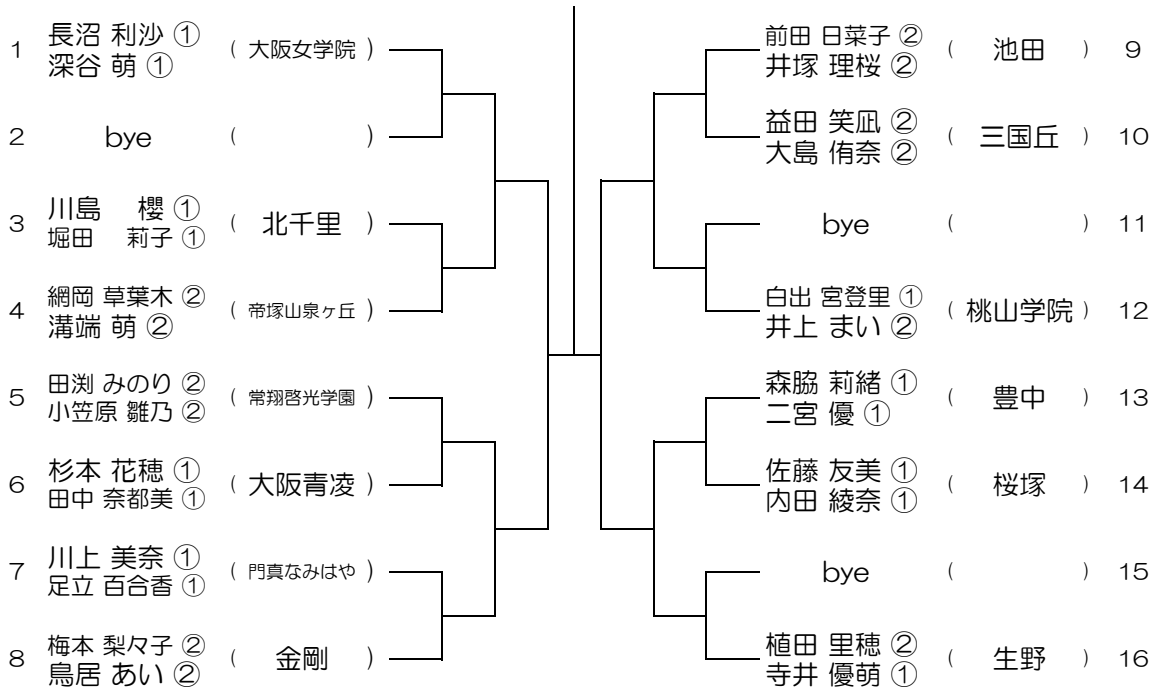 1 長沼 利沙 ① ( 大阪女学院 )
深谷 萌 ①
2 bye ( )
3 川島 櫻 ① ( 北千里 )
堀田 莉子 ①
4 網岡 草葉木 ② ( 帝塚山泉ヶ丘 )
溝端 萌 ②
5 田渕 みのり ② ( 常翔啓光学園 )
小笠原 雛乃 ②
6 杉本 花穂 ① ( 大阪青凌 )
田中 奈都美 ①
7 川上 美奈 ① ( 門真なみはや )
足立 百合香 ①
8 梅本 梨々子 ② ( 金剛 )
鳥居 あい ②
前田 日菜子 ② ( 池田 ) 9
井塚 理桜 ②
益田 笑凪 ② ( 三国丘 ) 10
大島 侑奈 ②
bye ( ) 11
白出 宮登里 ① ( 桃山学院 ) 12
井上 まい ②
森脇 莉緒 ① ( 豊中 ) 13
二宮 優 ①
佐藤 友美 ① ( 桜塚 ) 14
内田 綾奈 ①
bye ( ) 15
植田 里穂 ② ( 生野 ) 16
寺井 優萌 ①